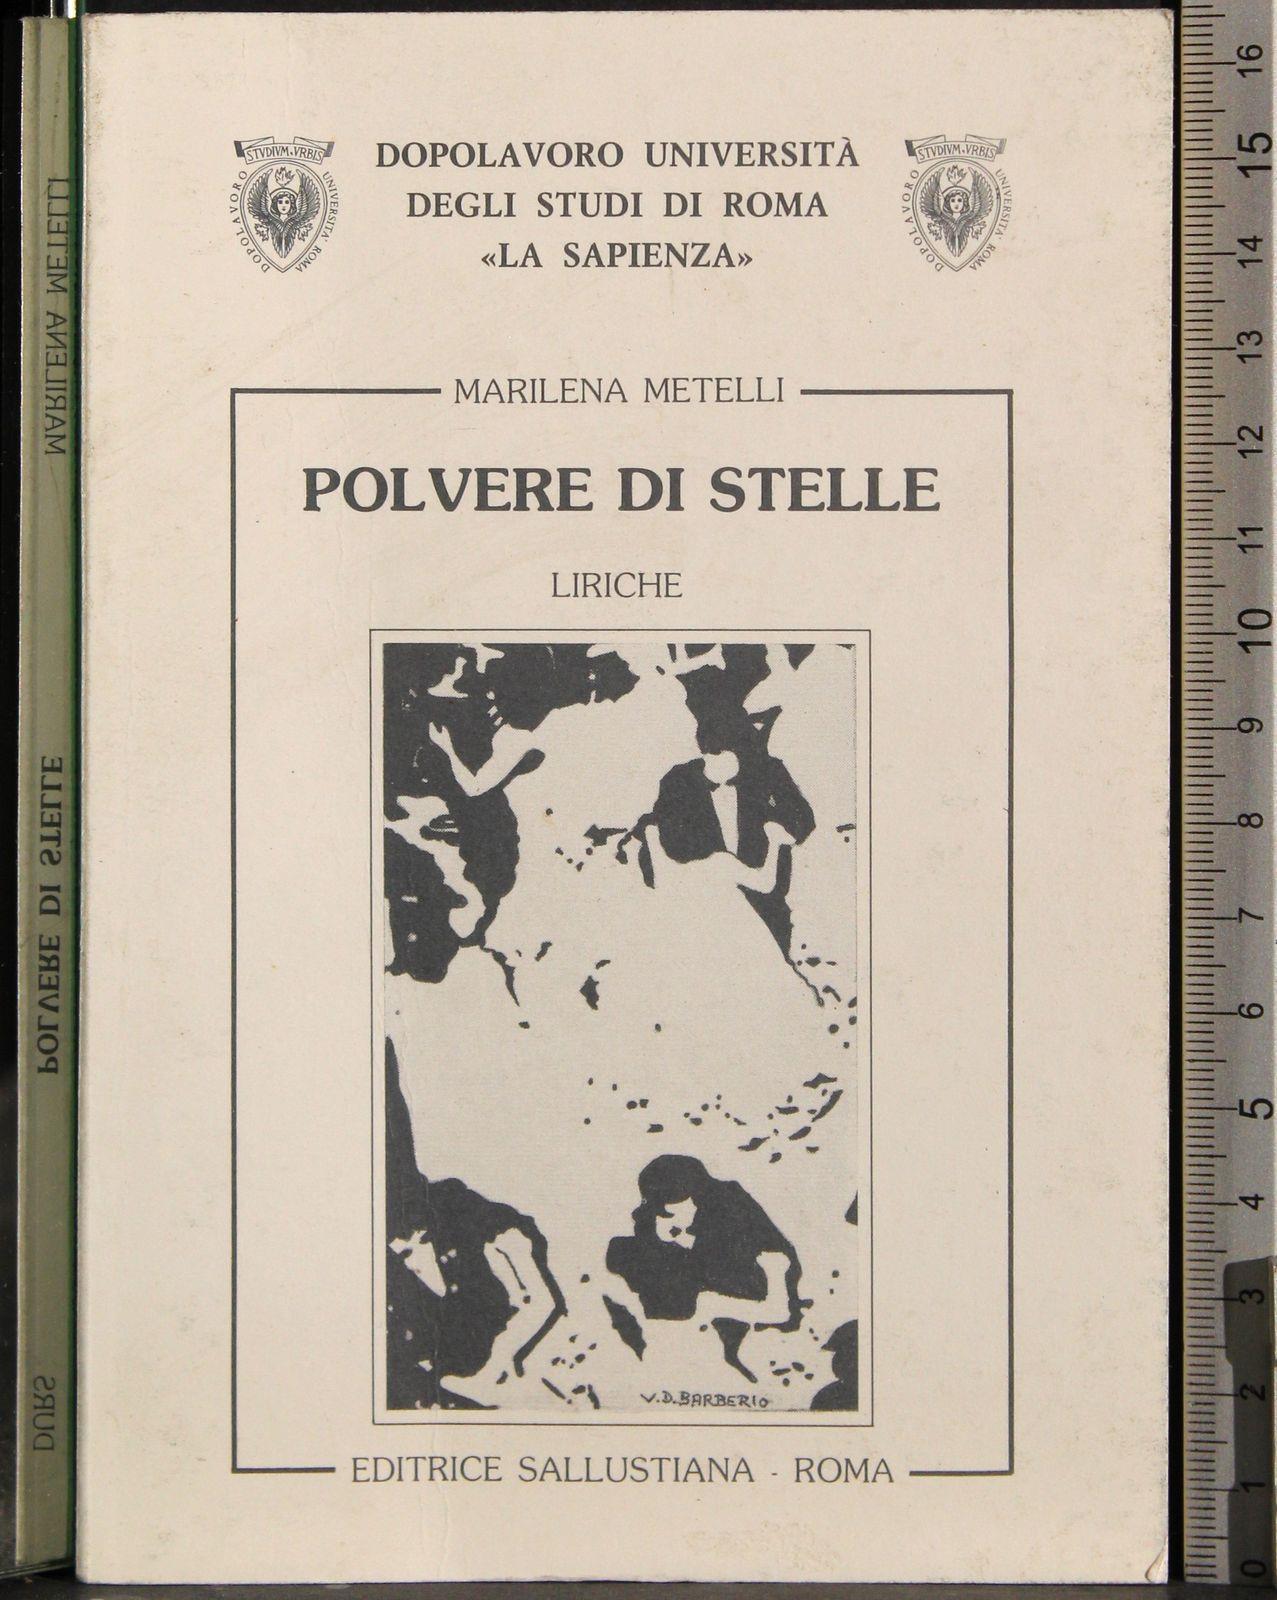 DOPOLAVORO UNIVERSITÀ
DEGLI STUDI DI ROMA
«LA SAPIENZA»
STVDIVM·VRBIS
DOPOLAVORO UNIVERSITÀ ROMA
STVDIVM·VRBIS
DOPOLAVORO UNIVERSITÀ ROMA
MARILENA METELLI
POLVERE DI STELLE
LIRICHE
V.D.BARBERIO
EDITRICE SALLUSTIANA - ROMA
MARILENA METELLI
POLVERE DI STELLE
DURS
16
15
14
13
12
11
10
9
8
7
6
5
4
3
2
1
0